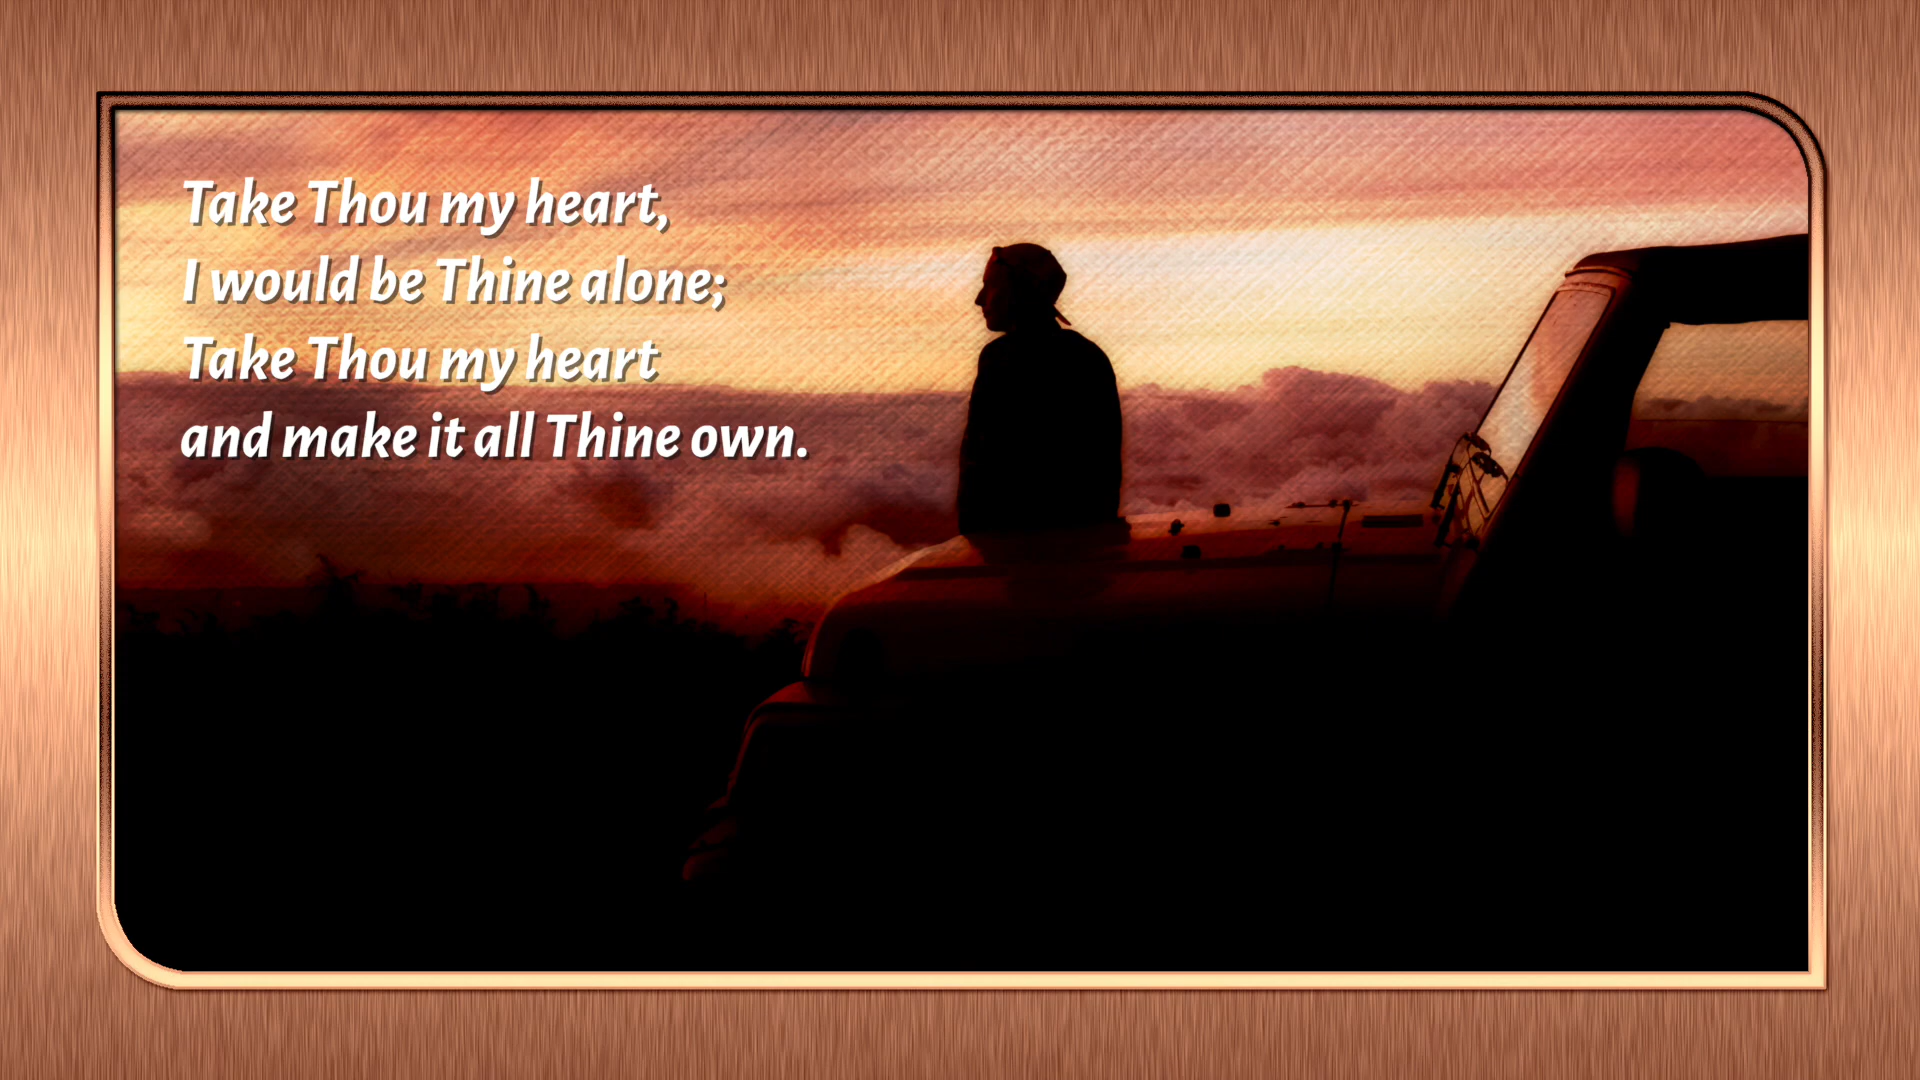 Take Thou my heart,
I would be Thine alone;
Take Thou my heart
and make it all Thine own.